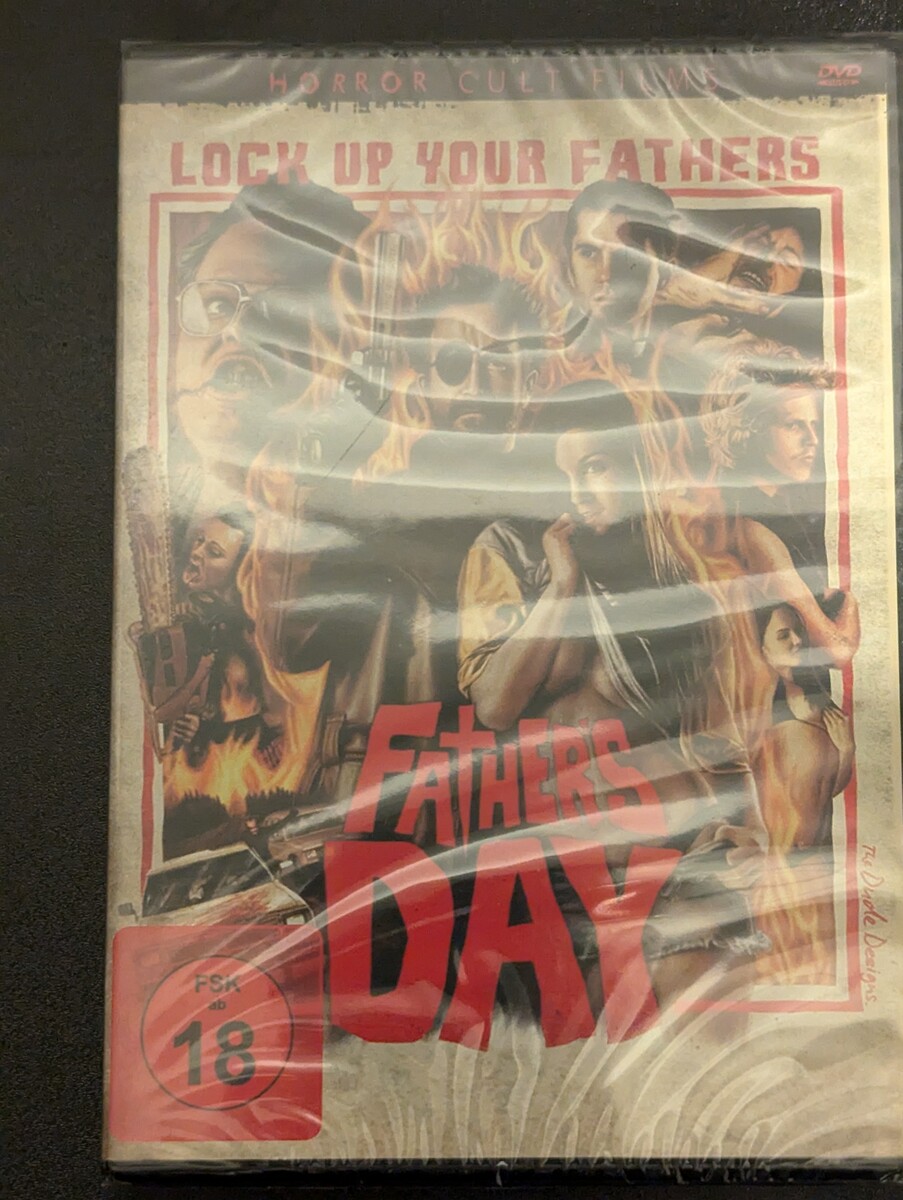 HORROR CULT FILMS
DVD
LOCK UP YOUR FATHERS
FATHER'S
DAY
The Dude Designs.
FSK
ab
18